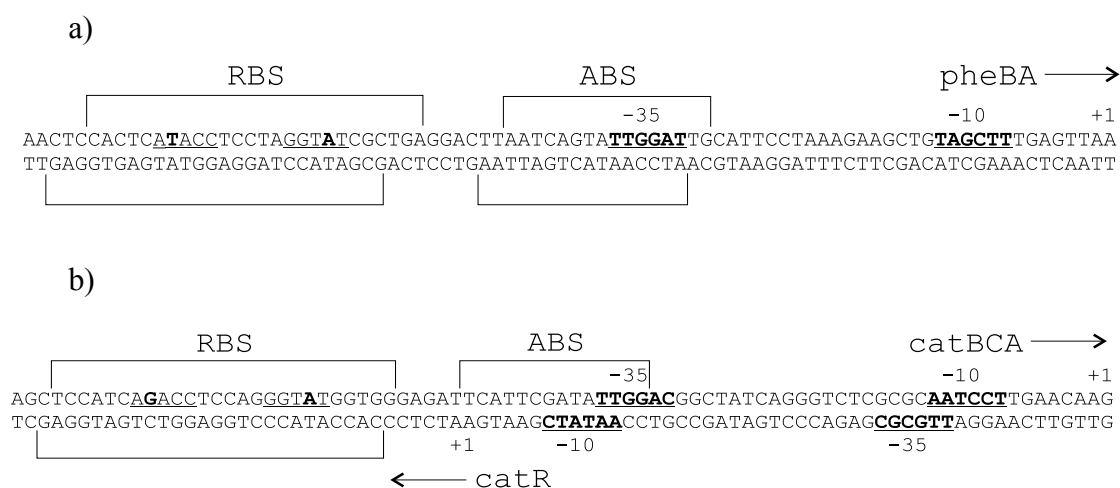 a)
RBS ABS pheBA
-35 -10 +1
AACTCCACTCATACCTCCTAGGTATCGCTGAGGACTTAATCAGTATTGGATTGCATTCCTAAAGAAGCTGTAGCTTTGAGTTAA
TTGAGGTGAGTATGGAGGATCCATAGCGACTCCTGAATTAGTCATAACCTAACGTAAGGATTTCTTCGACATCGAAACTCAATT
b)
RBS ABS catBCA
-35 -10 +1
AGCTCCATCAGACCTCCAGGGTATGGTGGGAGATTCATTCGATATTGGACGGCTATCAGGGTCTCGCGCAATCCTTGAACAAG
TCGAGGTAGTCTGGAGGTCCCATACCACCCTCTAAGTAAGCTATAACCTGCCGATAGTCCCAGAGCGCGTTAGGAACTTGTTG
+1 -10 -35
catR